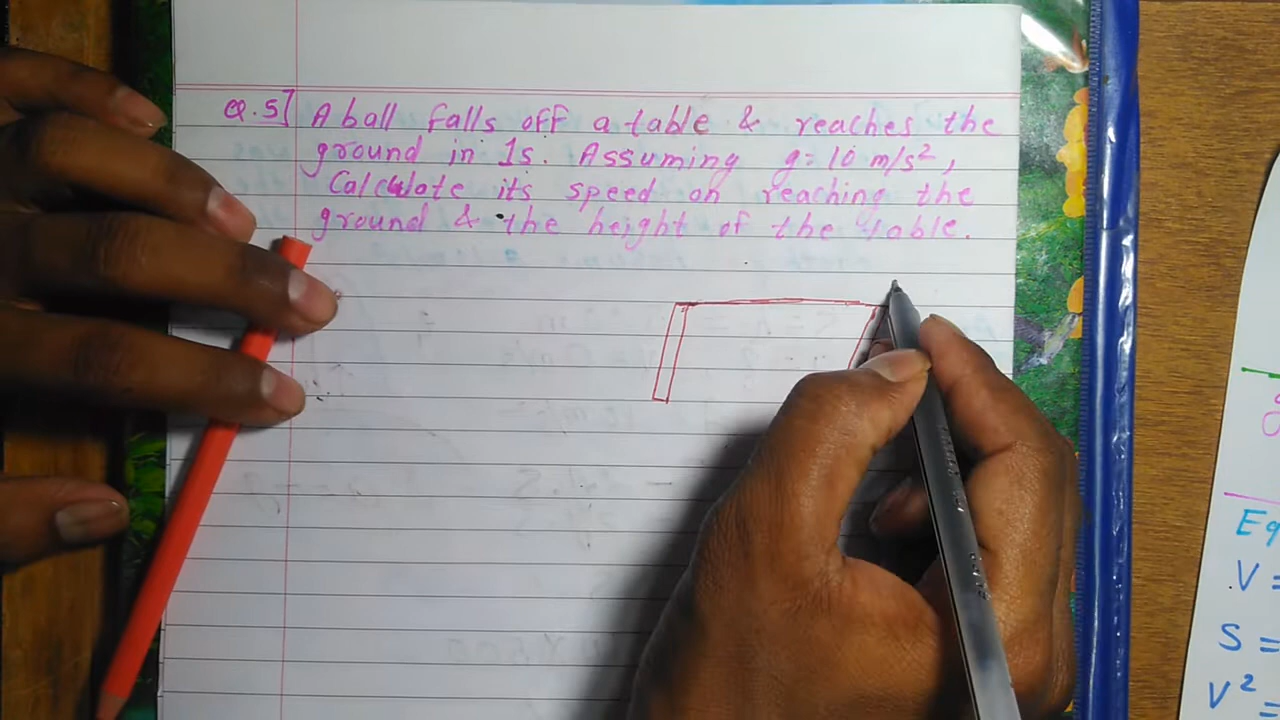 Q.5] A ball falls off a table & reaches the
ground in 1s. Assuming g=10 m/s²,
Calculate its speed on reaching the
ground & the height of the table.
Eq
V =
S =
V² =